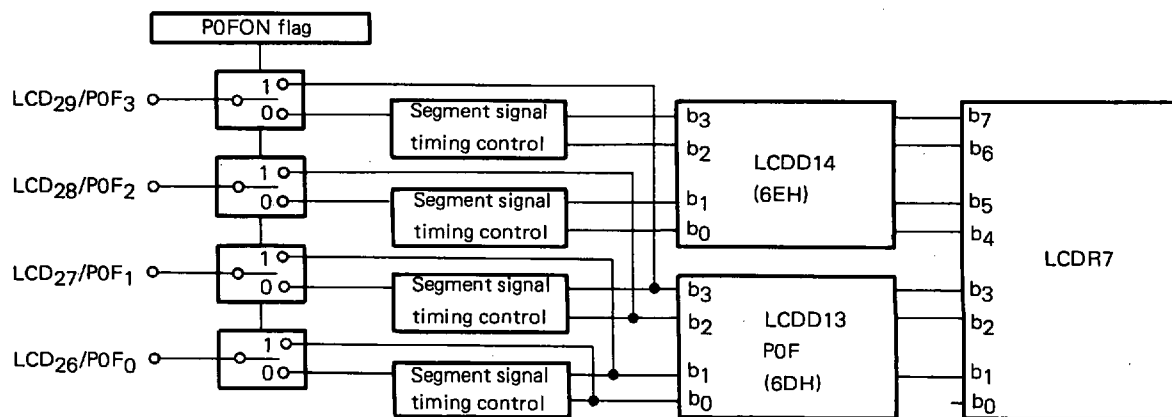 P0FON flag
LCD29/P0F3
1
0
Segment signal
timing control
LCD28/P0F2
1
0
Segment signal
timing control
LCD27/P0F1
1
0
Segment signal
timing control
LCD26/P0F0
1
0
Segment signal
timing control
b3
b2
b1
b0
LCDD14
(6EH)
b3
b2
b1
b0
LCDD13
P0F
(6DH)
b7
b6
b5
b4
b3
b2
b1
b0
LCDR7